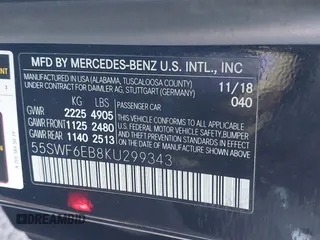 MFD BY MERCEDES-BENZ U.S. INTL., INC
MANUFACTURED IN USA (ALABAMA, TUSCALOOSA COUNTY)
UNDER CONTRACT FOR DAIMLER AG, STUTTGART (GERMANY)
11/18
040
KG LBS
GVWR 2225 4905
GAWR FRONT 1125 2480
GAWR REAR 1140 2513
PASSENGER CAR
THIS VEHICLE CONFORMS TO ALL APPLICABLE
U.S. FEDERAL MOTOR VEHICLE SAFETY, BUMPER, AND
THEFT PREVENTION STANDARDS IN EFFECT ON THE
DATE OF MANUFACTURE SHOWN ABOVE.
55SWF6EB8KU299343
DREAMBID